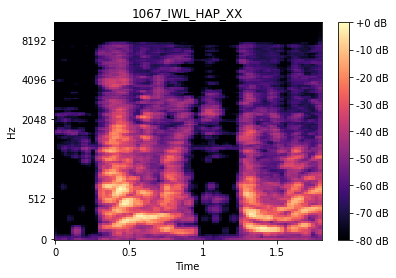 1067_IWL_HAP_XX
Hz
8192
4096
2048
1024
512
0
0 0.5 1 1.5
Time
+0 dB
-10 dB
-20 dB
-30 dB
-40 dB
-50 dB
-60 dB
-70 dB
-80 dB